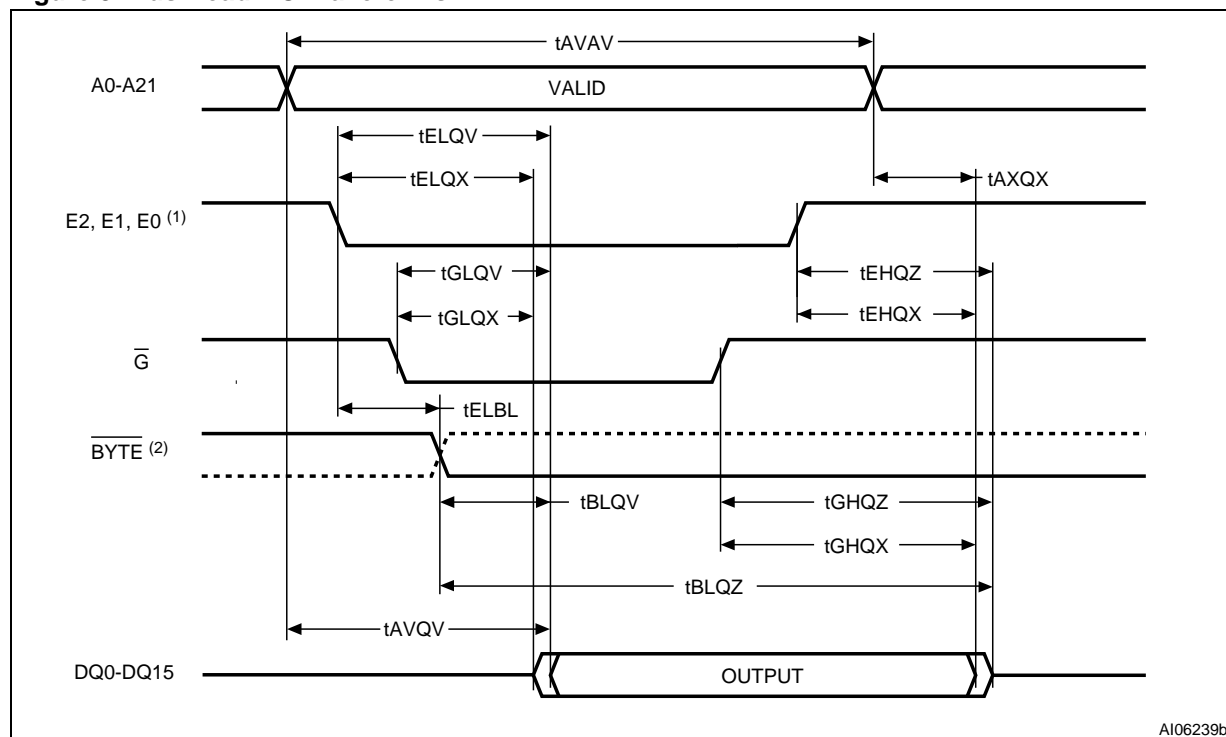 tAVAV
A0-A21
VALID
tELQV
tELQX
tAXQX
E2, E1, E0 (1)
tGLQV
tEHQZ
tGLQX
tEHQX
G
tELBL
BYTE (2)
tBLQV
tGHQZ
tGHQX
tBLQZ
tAVQV
DQ0-DQ15
OUTPUT
AI06239b